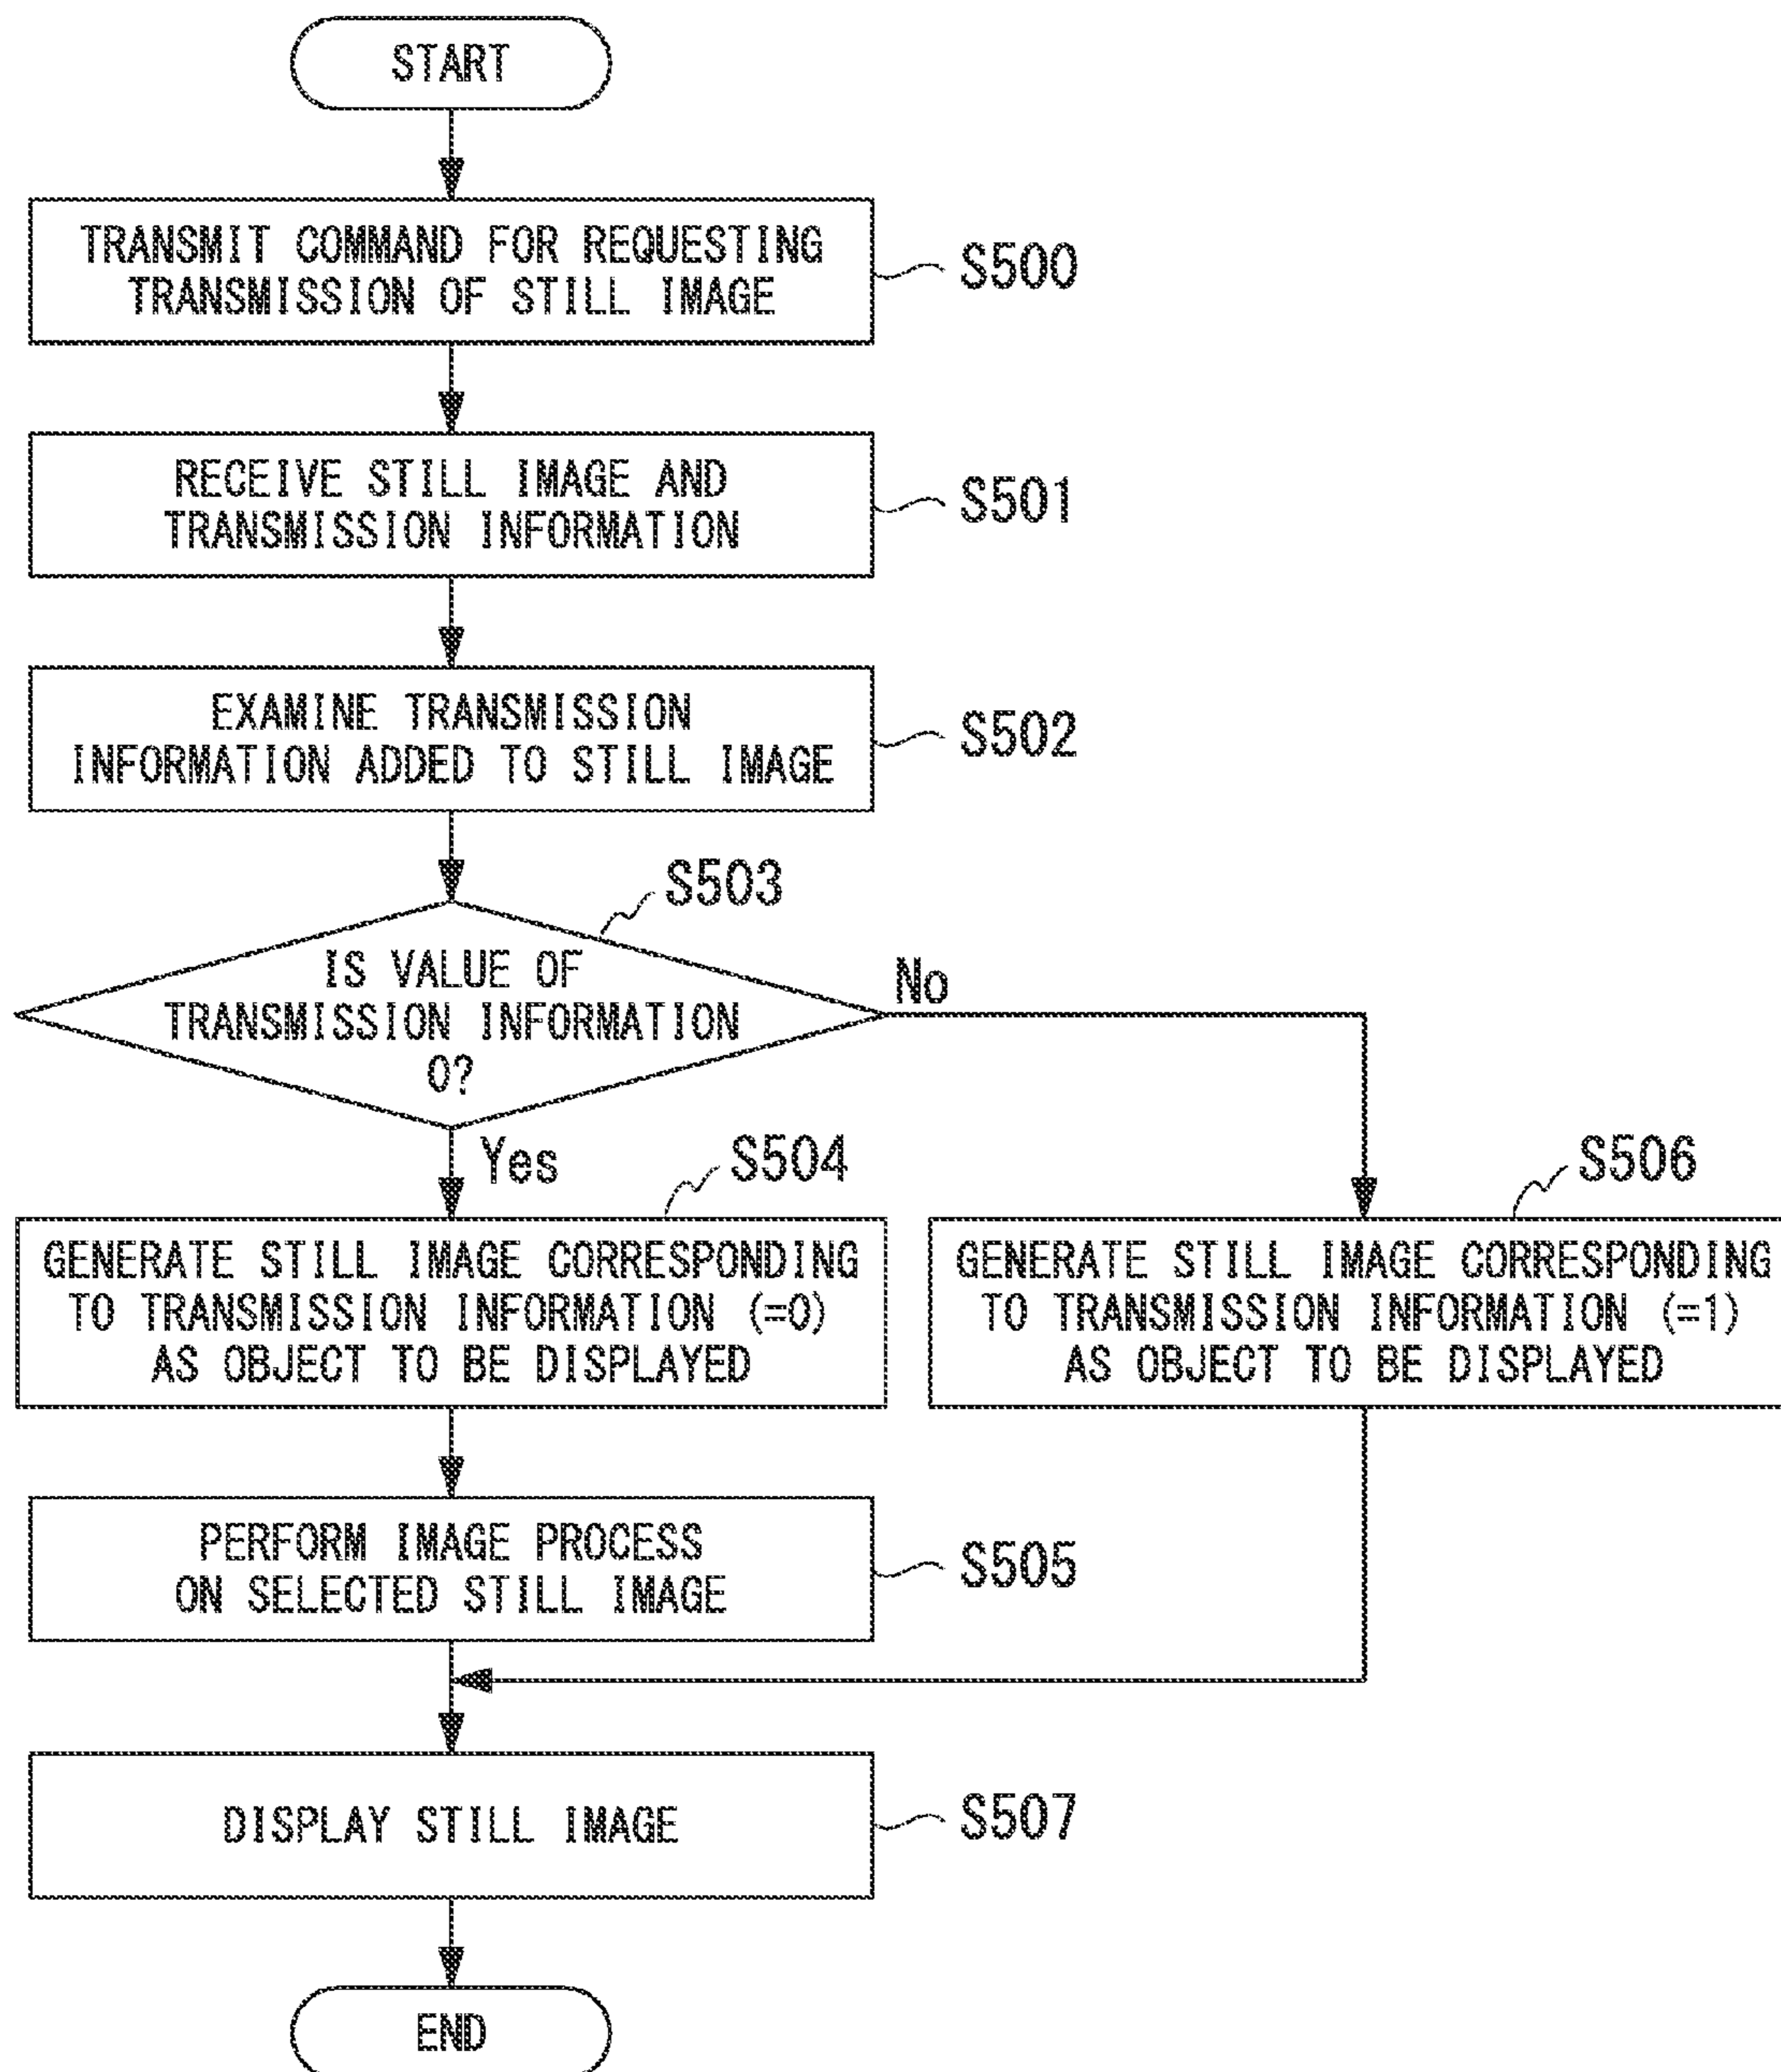 START
TRANSMIT COMMAND FOR REQUESTING
TRANSMISSION OF STILL IMAGE
S500
RECEIVE STILL IMAGE AND
TRANSMISSION INFORMATION
S501
EXAMINE TRANSMISSION
INFORMATION ADDED TO STILL IMAGE
S502
S503
IS VALUE OF
TRANSMISSION INFORMATION
0?
No
Yes
S504
GENERATE STILL IMAGE CORRESPONDING
TO TRANSMISSION INFORMATION (=0)
AS OBJECT TO BE DISPLAYED
S506
GENERATE STILL IMAGE CORRESPONDING
TO TRANSMISSION INFORMATION (=1)
AS OBJECT TO BE DISPLAYED
PERFORM IMAGE PROCESS
ON SELECTED STILL IMAGE
S505
DISPLAY STILL IMAGE
S507
END